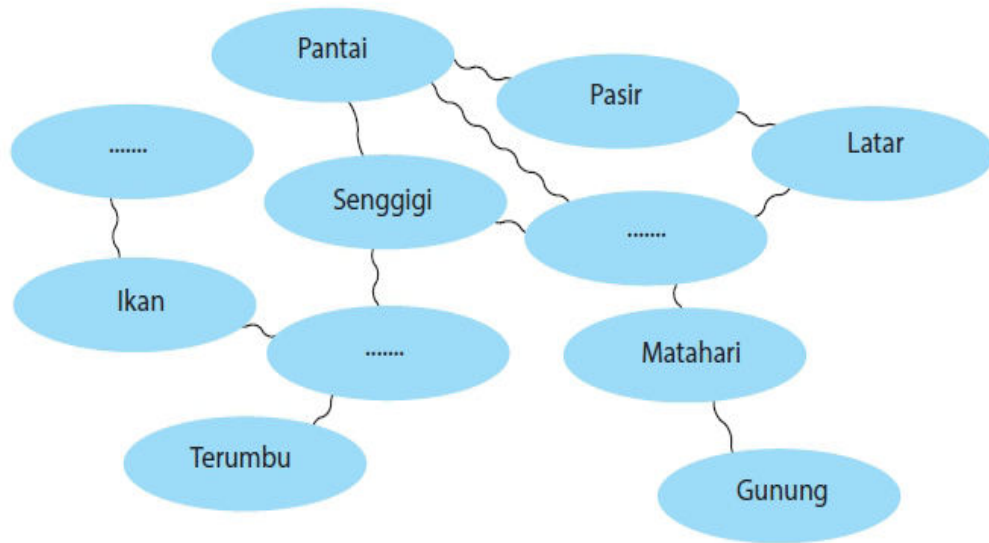 Pantai
Pasir
Latar
.......
Senggigi
.......
Ikan
.......
Matahari
Terumbu
Gunung